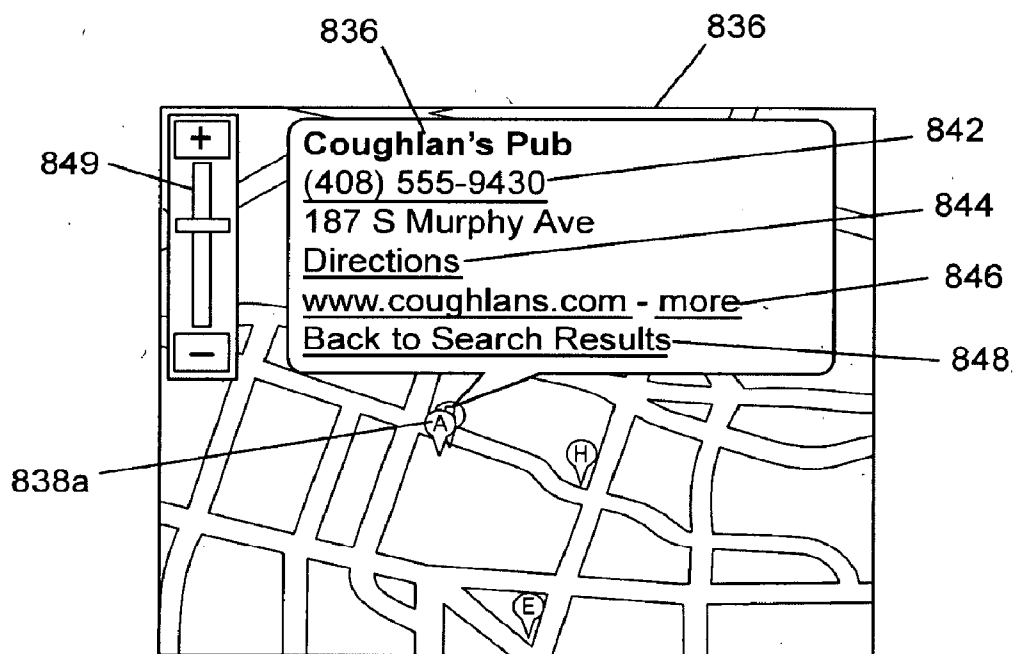 836
836
+
849
Coughlan's Pub
842
(408) 555-9430
187 S Murphy Ave
844
Directions
www.coughlans.com - more
846
Back to Search Results
848
−
A
H
838a
E